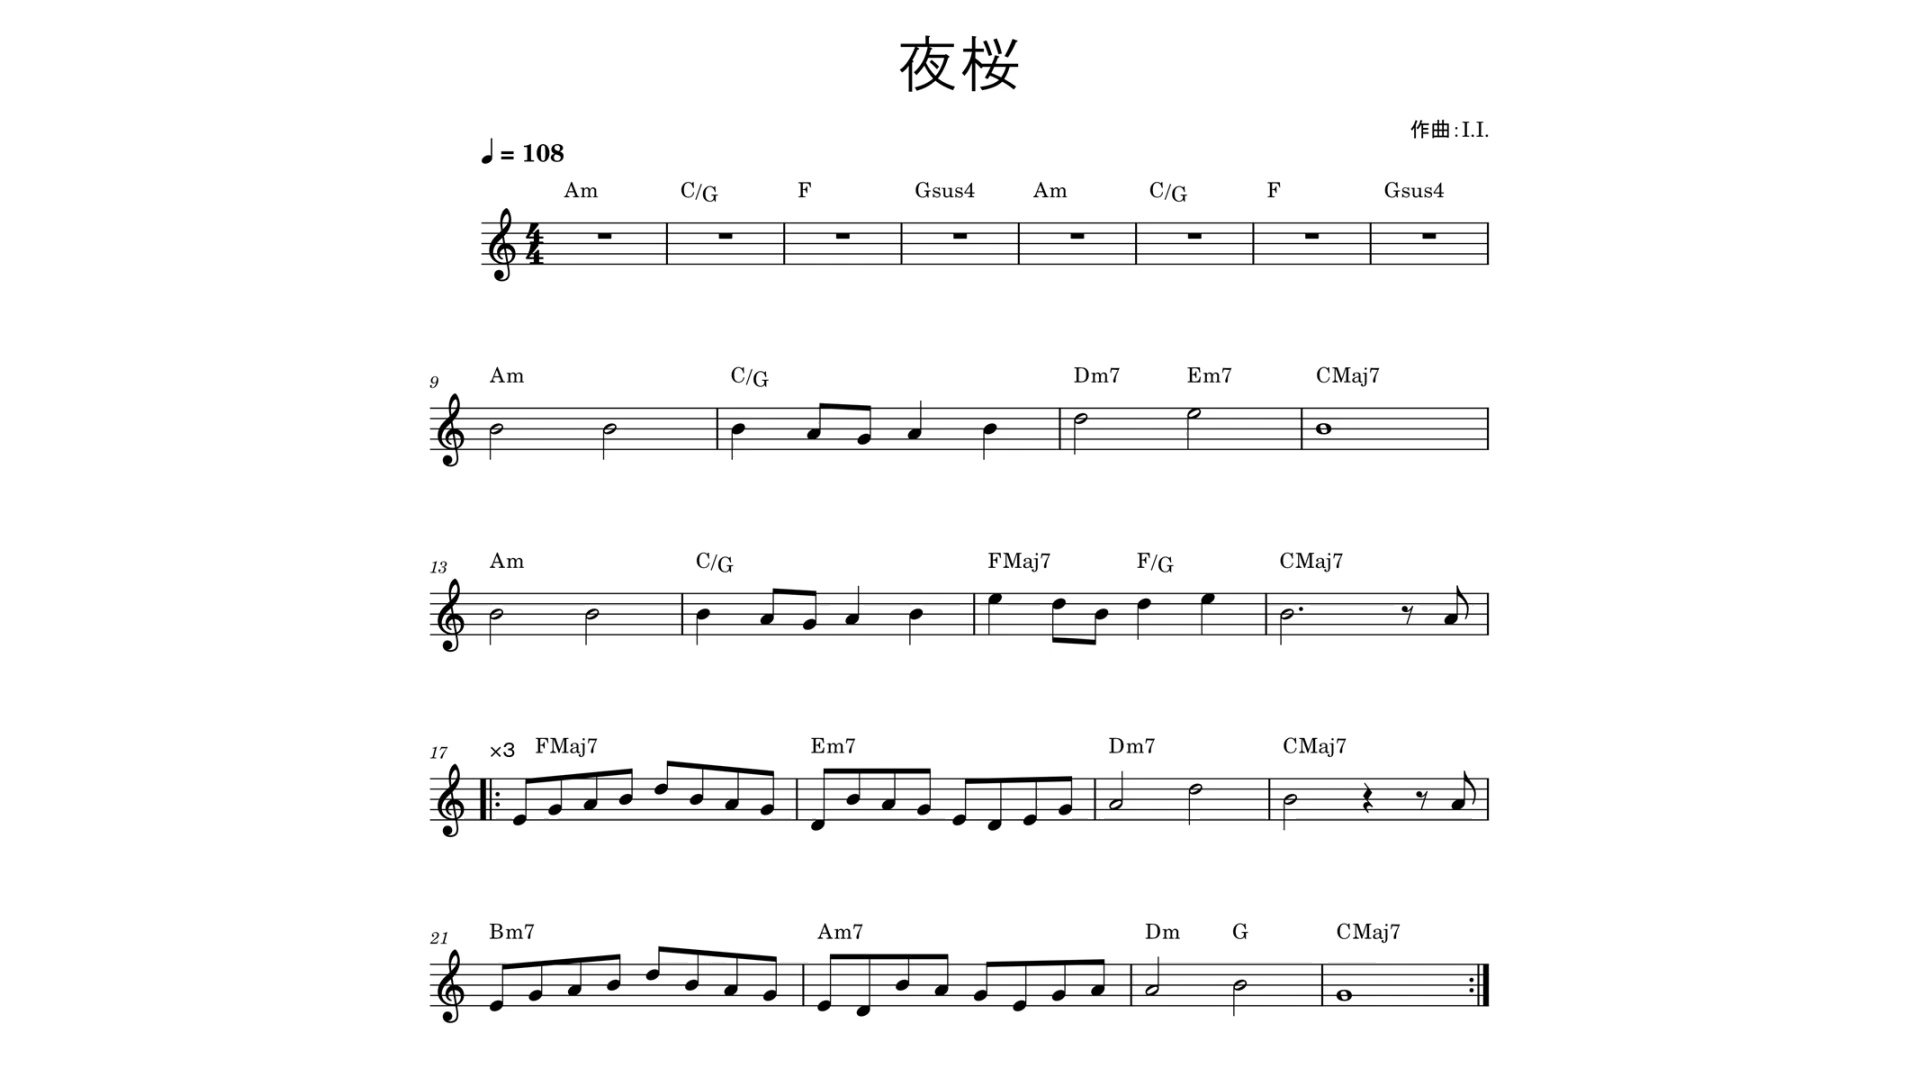 夜桜
作曲：I.I.
♩= 108
Am C/G F Gsus4 Am C/G F Gsus4
9 Am C/G Dm7 Em7 CMaj7
13 Am C/G FMaj7 F/G CMaj7
17 ×3 FMaj7 Em7 Dm7 CMaj7
21 Bm7 Am7 Dm G CMaj7